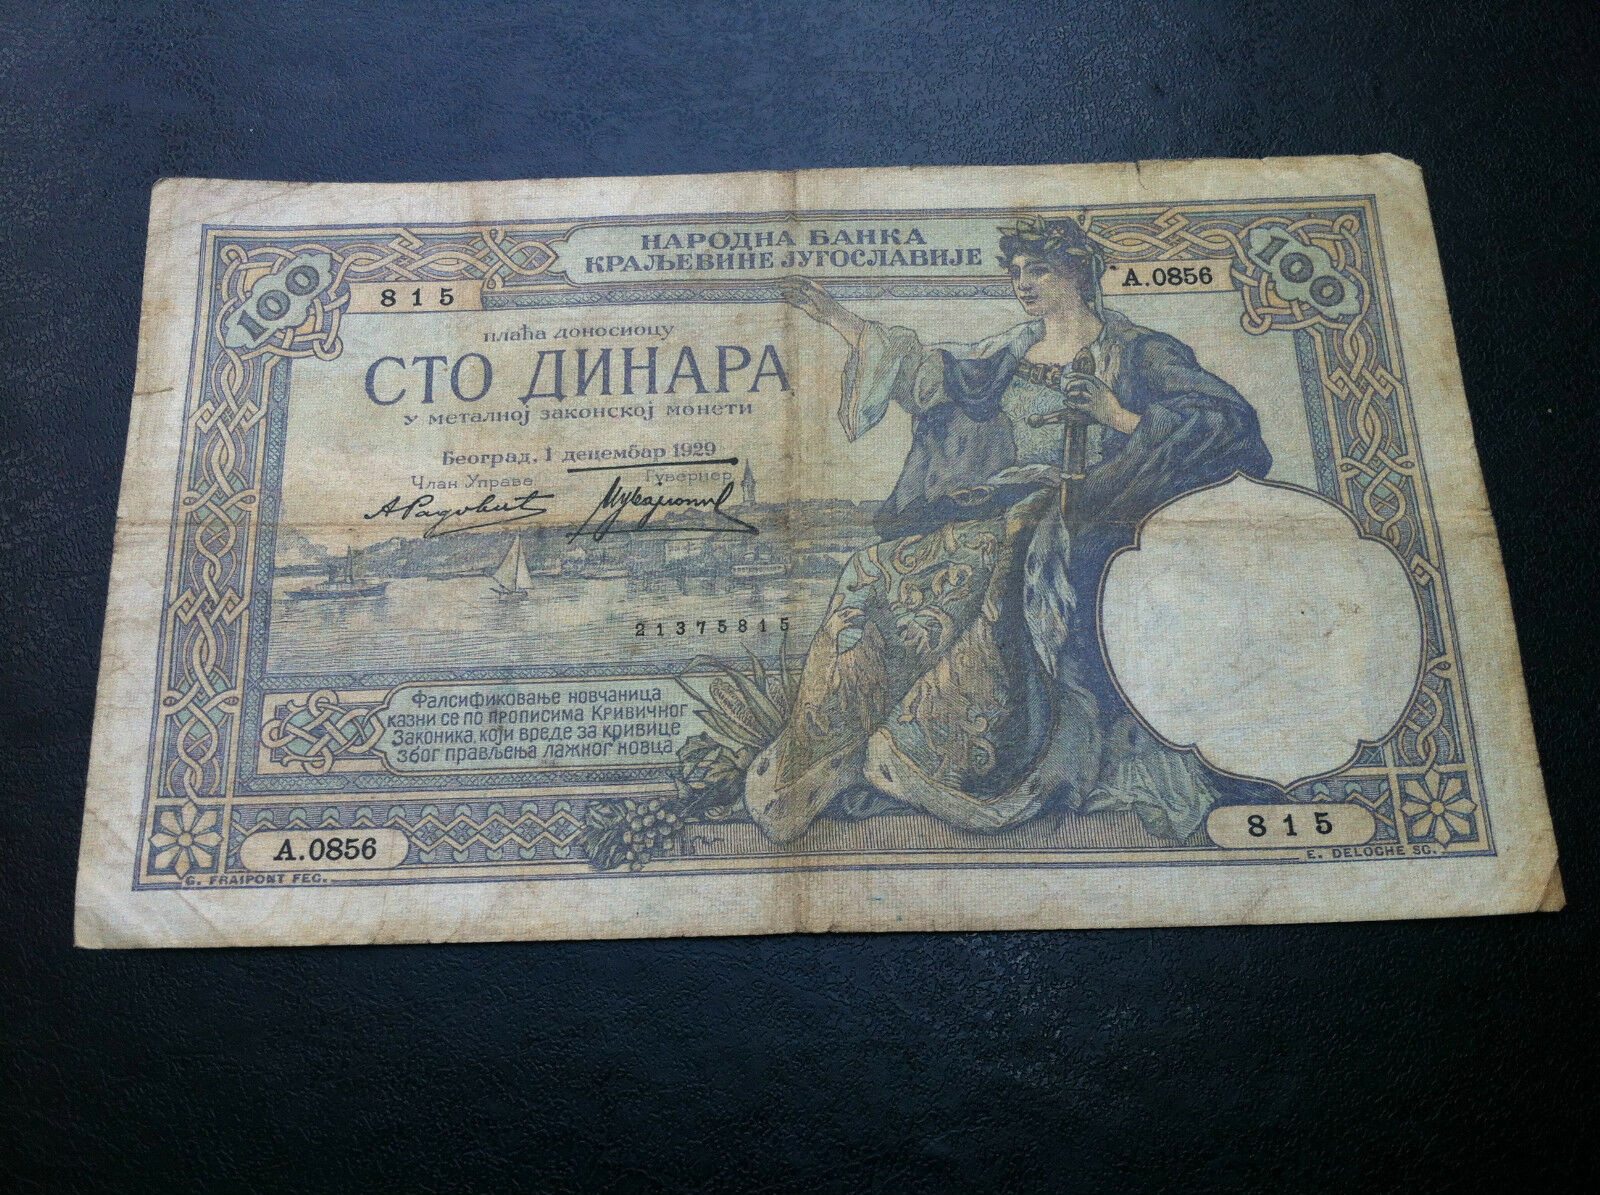 НАРОДНА БАНКА
КРАЉЕВИНЕ ЈУГОСЛАВИЈЕ
100
815
А.0856
100
плаћа доносиоцу
СТО ДИНАРА
у металној законској монети
Београд, 1 децембар 1929
Члан Управе
Гувернер
А Радовић
21375815
Фалсификовање новчаница
казни се по прописима Кривичног
Законика, који вреде за кривице
због прављења лажног новца
А.0856
815
G. FRAIPONT FEC.
E. DELOCHE SC.